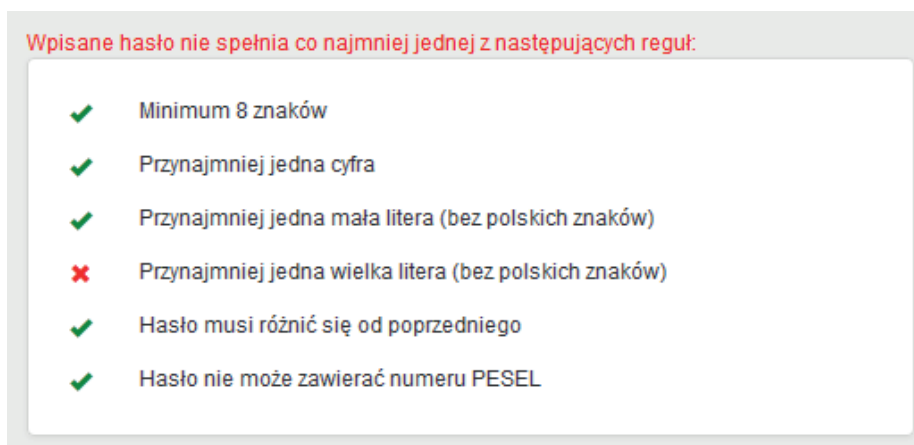 Wpisane hasło nie spełnia co najmniej jednej z następujących reguł:
Minimum 8 znaków
Przynajmniej jedna cyfra
Przynajmniej jedna mała litera (bez polskich znaków)
Przynajmniej jedna wielka litera (bez polskich znaków)
Hasło musi różnić się od poprzedniego
Hasło nie może zawierać numeru PESEL